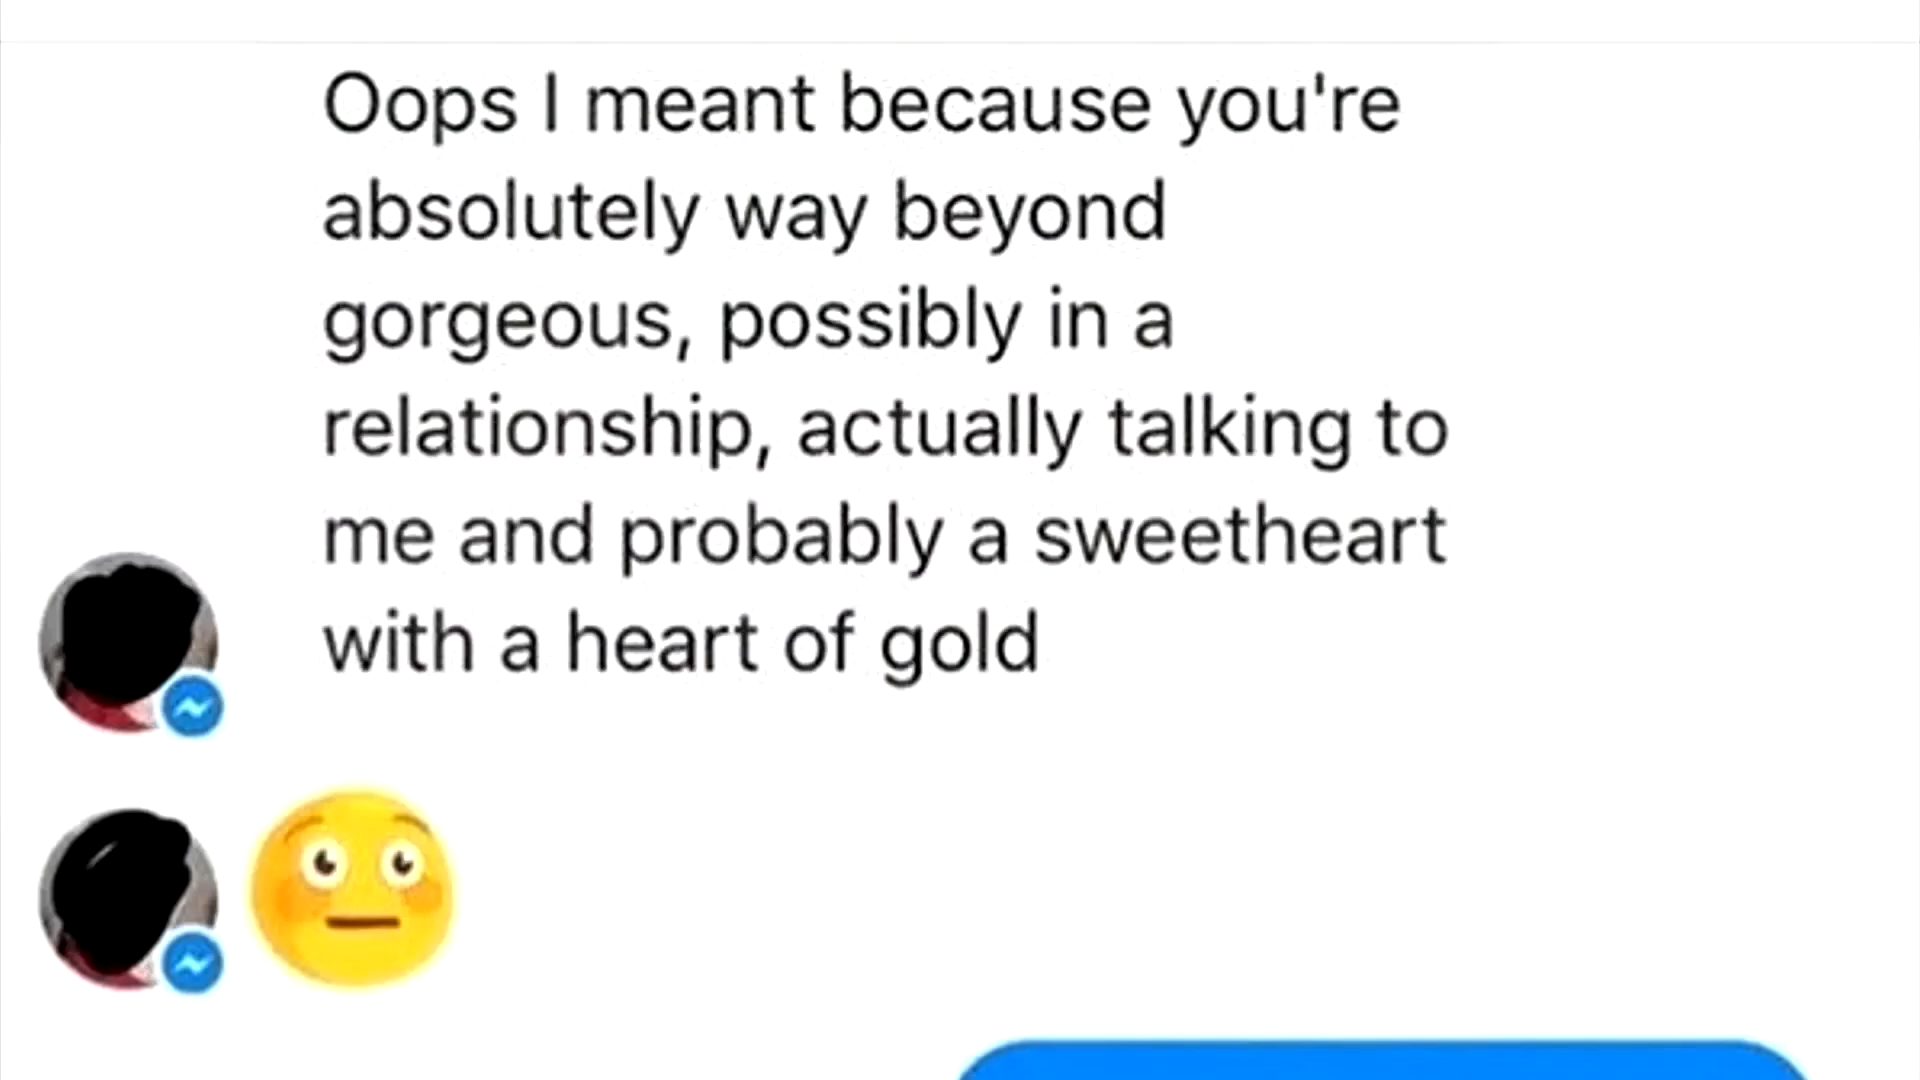 Oops I meant because you're
absolutely way beyond
gorgeous, possibly in a
relationship, actually talking to
me and probably a sweetheart
with a heart of gold